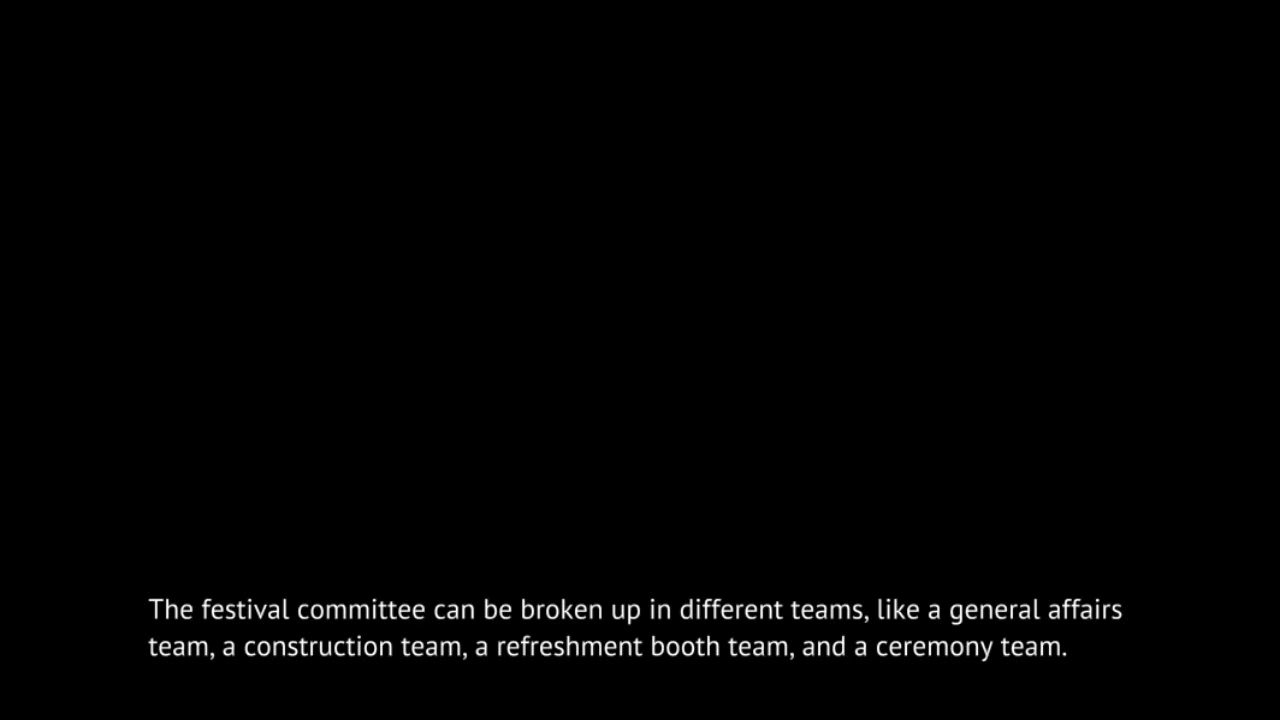 The festival committee can be broken up in different teams, like a general affairs
team, a construction team, a refreshment booth team, and a ceremony team.